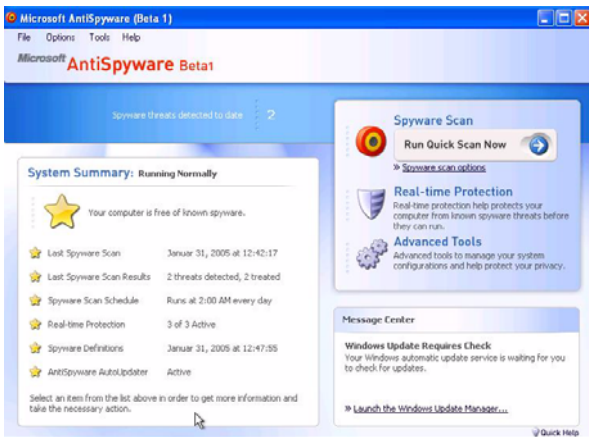 Microsoft AntiSpyware (Beta 1)
File Options Tools Help
Microsoft AntiSpyware Beta1
Spyware threats detected to date 2
System Summary: Running Normally
Your computer is free of known spyware.
Last Spyware Scan Januar 31, 2005 at 12:42:17
Last Spyware Scan Results 2 threats detected, 2 treated
Spyware Scan Schedule Runs at 2:00 AM every day
Real-time Protection 3 of 3 Active
Spyware Definitions Januar 31, 2005 at 12:47:55
AntiSpyware AutoUpdater Active
Select an item from the list above in order to get more information and
take the necessary action.
Spyware Scan
Run Quick Scan Now
» Spyware scan options
Real-time Protection
Real-time protection help protects your
computer from known spyware threats before
they can run.
Advanced Tools
Advanced tools to manage your system
configurations and help protect your privacy.
Message Center
Windows Update Requires Check
Your Windows automatic update service is waiting for you
to check for updates.
» Launch the Windows Update Manager...
Quick Help